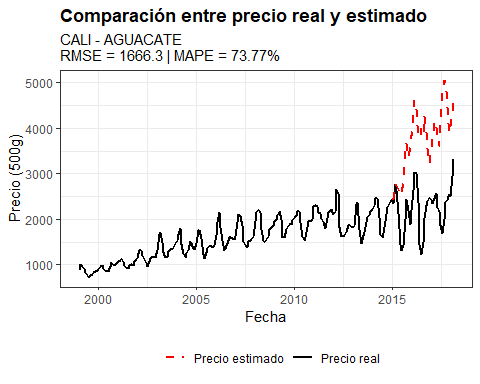 Comparación entre precio real y estimado
CALI - AGUACATE
RMSE = 1666.3 | MAPE = 73.77%
Precio (500g)
5000
4000
3000
2000
1000
2000
2005
2010
2015
Fecha
Precio estimado
Precio real